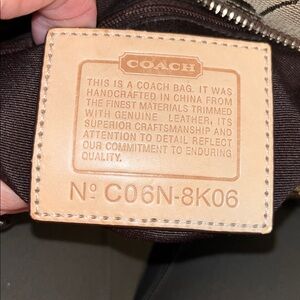 COACH
THIS IS A COACH BAG. IT WAS
HANDCRAFTED IN CHINA FROM
THE FINEST MATERIALS TRIMMED
WITH GENUINE LEATHER, ITS
SUPERIOR CRAFTSMANSHIP AND
ATTENTION TO DETAIL REFLECT
OUR COMMITMENT TO ENDURING
QUALITY.
Nº C06N-8K06